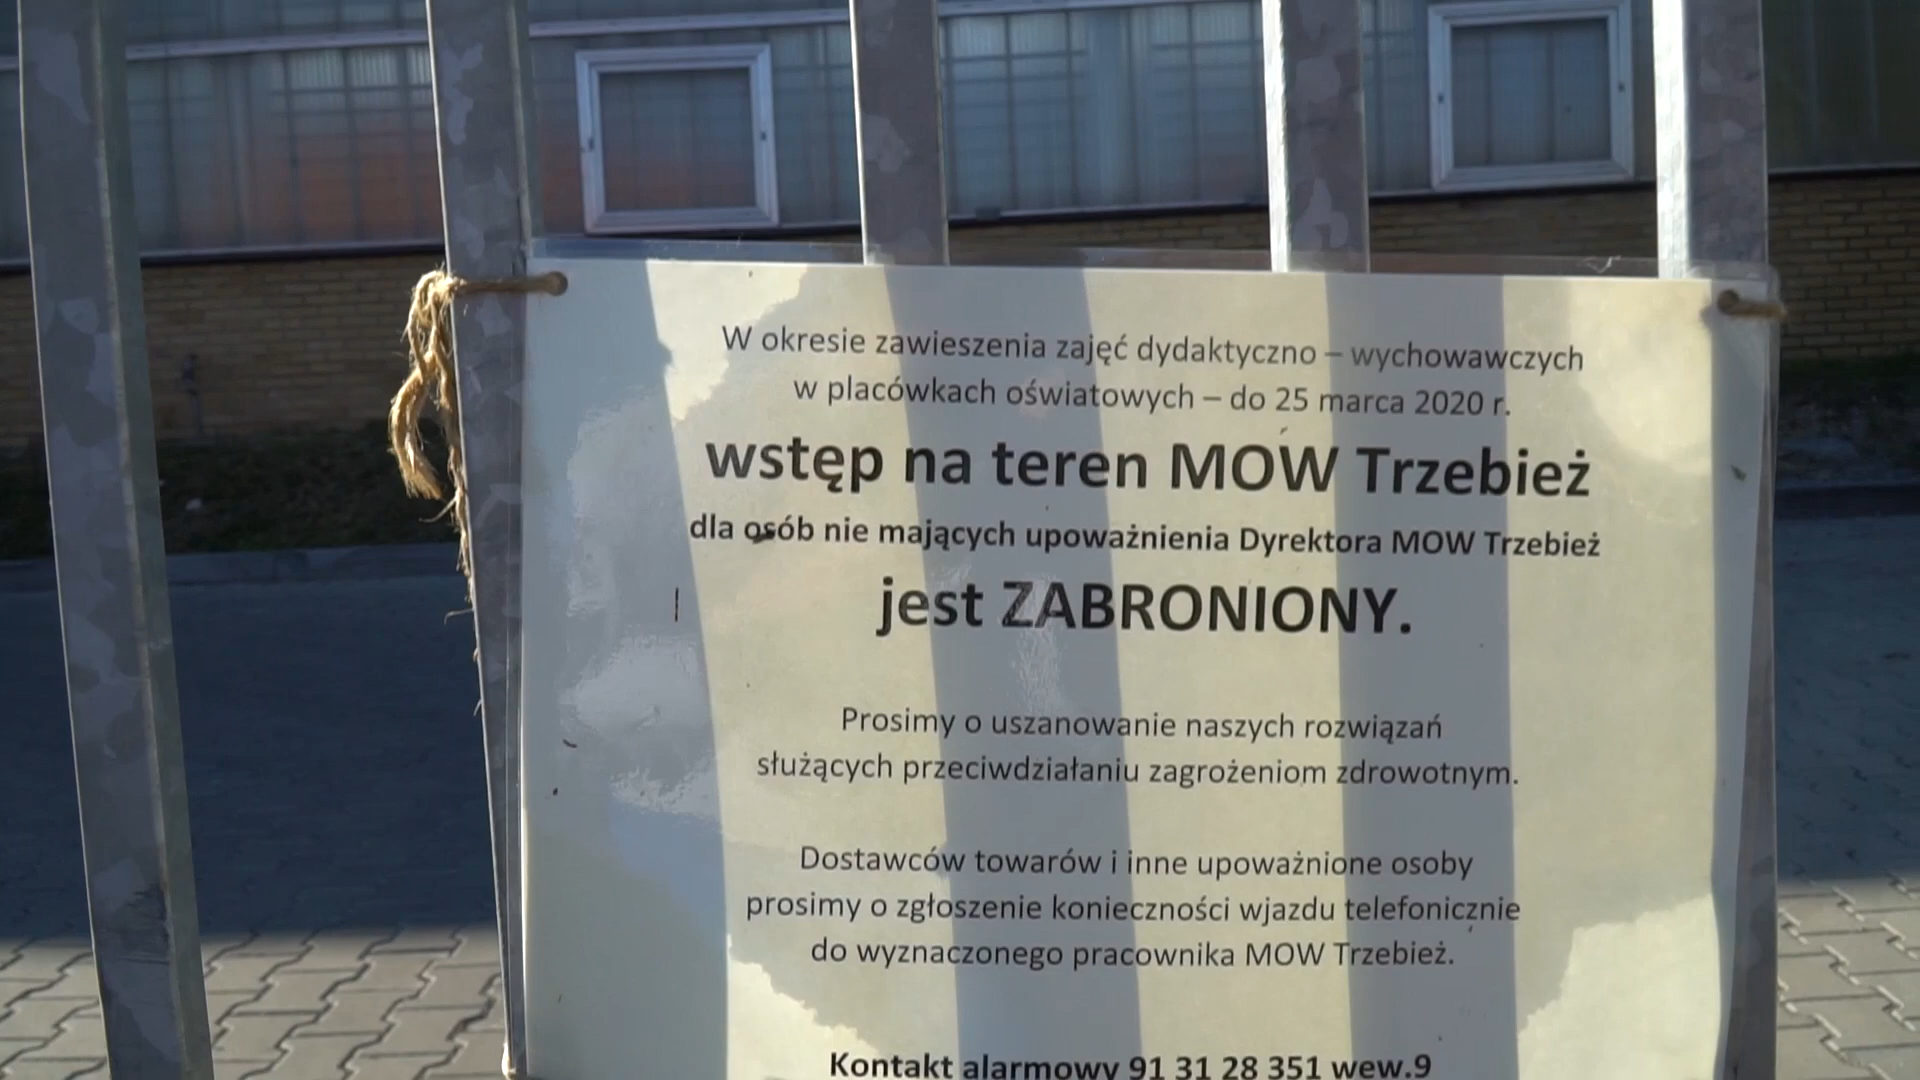 W okresie zawieszenia zajęć dydaktyczno – wychowawczych
w placówkach oświatowych – do 25 marca 2020 r.
wstęp na teren MOW Trzebież
dla osób nie mających upoważnienia Dyrektora MOW Trzebież
jest ZABRONIONY.
Prosimy o uszanowanie naszych rozwiązań
służących przeciwdziałaniu zagrożeniom zdrowotnym.
Dostawców towarów i inne upoważnione osoby
prosimy o zgłoszenie konieczności wjazdu telefonicznie
do wyznaczonego pracownika MOW Trzebież.
Kontakt alarmowy 91 31 28 351 wew.9